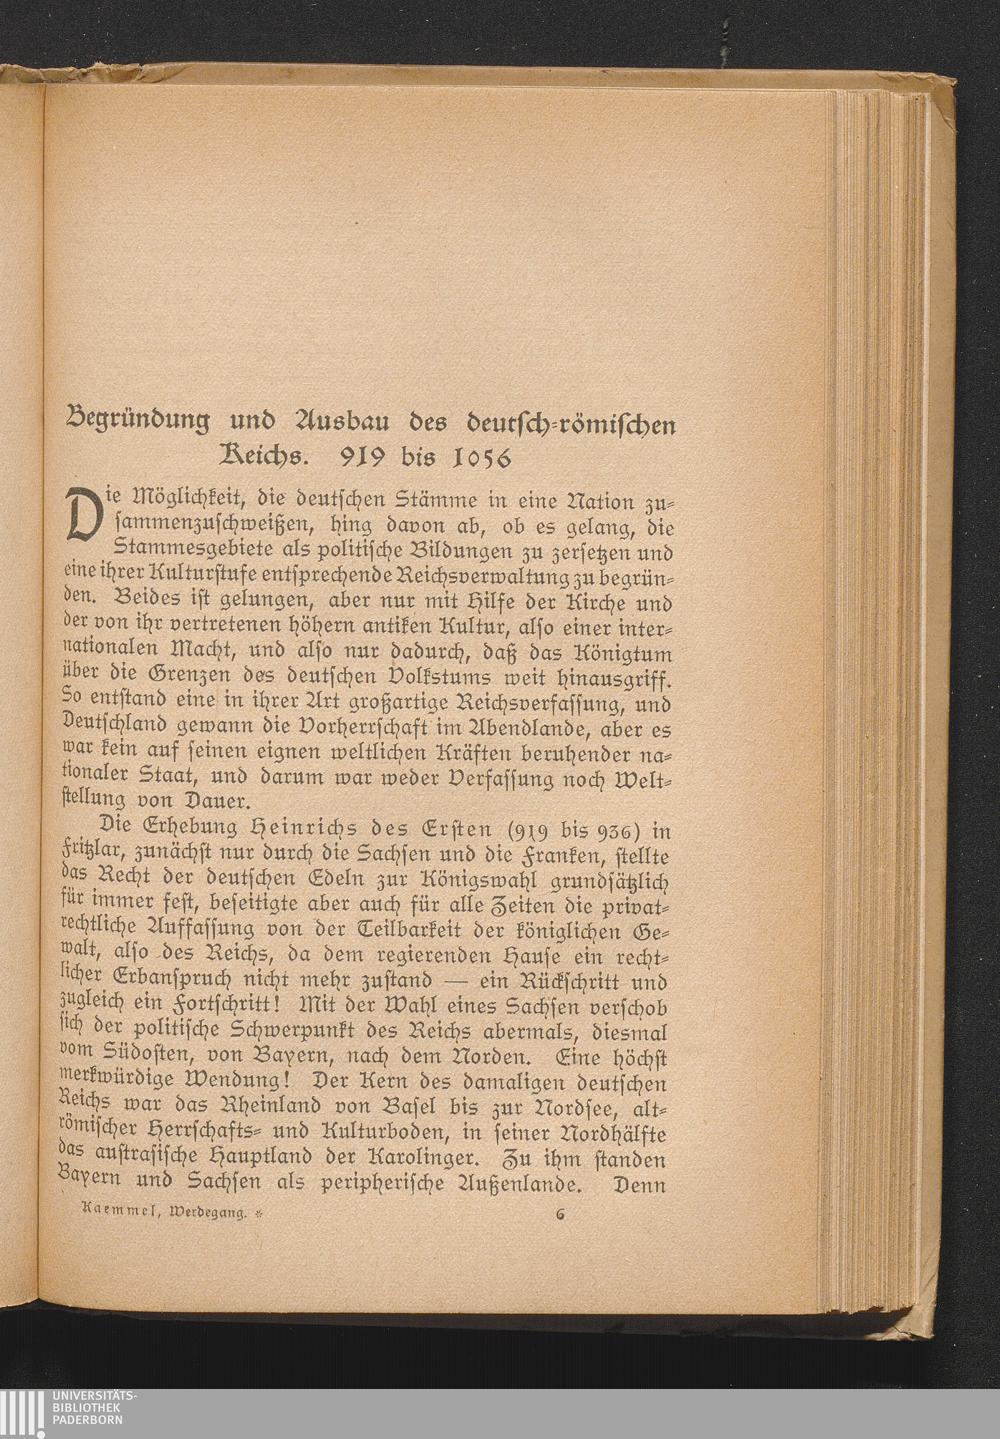 Begründung und Ausbau des deutsch-römischen
Reichs. 919 bis 1056
Die Möglichkeit, die deutschen Stämme in eine Nation zu-
sammenzuschweißen, hing davon ab, ob es gelang, die
Stammesgebiete als politische Bildungen zu zersetzen und
eine ihrer Kulturstufe entsprechende Reichsverwaltung zu begrün-
den. Beides ist gelungen, aber nur mit Hilfe der Kirche und
der von ihr vertretenen höhern antiken Kultur, also einer inter-
nationalen Macht, und also nur dadurch, daß das Königtum
über die Grenzen des deutschen Volkstums weit hinausgriff.
So entstand eine in ihrer Art großartige Reichsverfassung, und
Deutschland gewann die Vorherrschaft im Abendlande, aber es
war kein auf seinen eignen weltlichen Kräften beruhender na-
tionaler Staat, und darum war weder Verfassung noch Welt-
stellung von Dauer.
Die Erhebung Heinrichs des Ersten (919 bis 936) in
Fritzlar, zunächst nur durch die Sachsen und die Franken, stellte
das Recht der deutschen Edeln zur Königswahl grundsätzlich
für immer fest, beseitigte aber auch für alle Zeiten die privat-
rechtliche Auffassung von der Teilbarkeit der königlichen Ge-
walt, also des Reichs, da dem regierenden Hause ein recht-
licher Erbanspruch nicht mehr zustand — ein Rückschritt und
zugleich ein Fortschritt! Mit der Wahl eines Sachsen verschob
sich der politische Schwerpunkt des Reichs abermals, diesmal
vom Südosten, von Bayern, nach dem Norden. Eine höchst
merkwürdige Wendung! Der Kern des damaligen deutschen
Reichs war das Rheinland von Basel bis zur Nordsee, alt-
römischer Herrschafts- und Kulturboden, in seiner Nordhälfte
das austrasische Hauptland der Karolinger. Zu ihm standen
Bayern und Sachsen als peripherische Außenlande. Denn
Kaemmel, Werdegang. * 6
UNIVERSITÄTS-
BIBLIOTHEK
PADERBORN